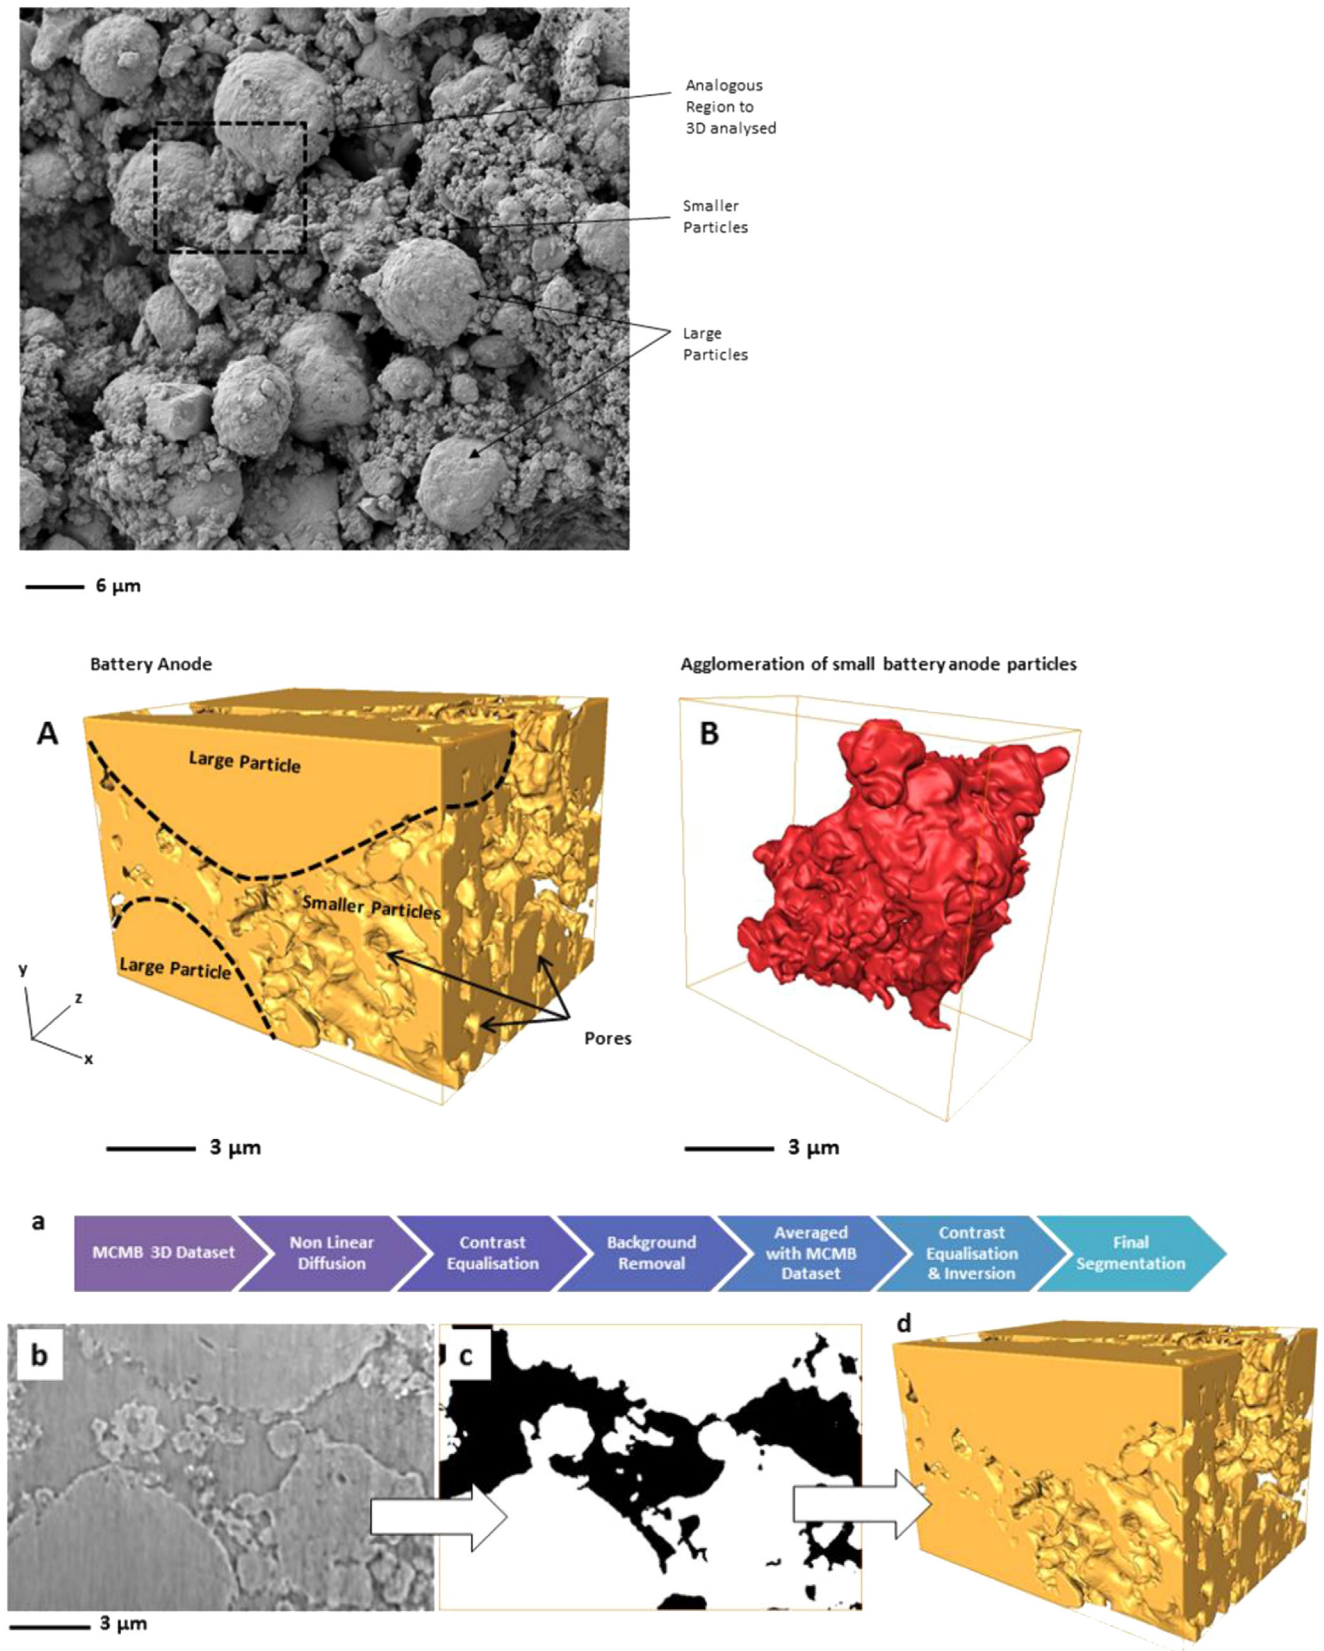 Analogous
Region to
3D analysed
Smaller
Particles
Large
Particles
6 μm
Battery Anode
Agglomeration of small battery anode particles
A
B
Large Particle
Smaller Particles
Large Particle
y
z
x
Pores
3 μm
3 μm
a
MCMB 3D Dataset
Non Linear
Diffusion
Contrast
Equalisation
Background
Removal
Averaged
with MCMB
Dataset
Contrast
Equalisation
& Inversion
Final
Segmentation
b
c
d
3 μm